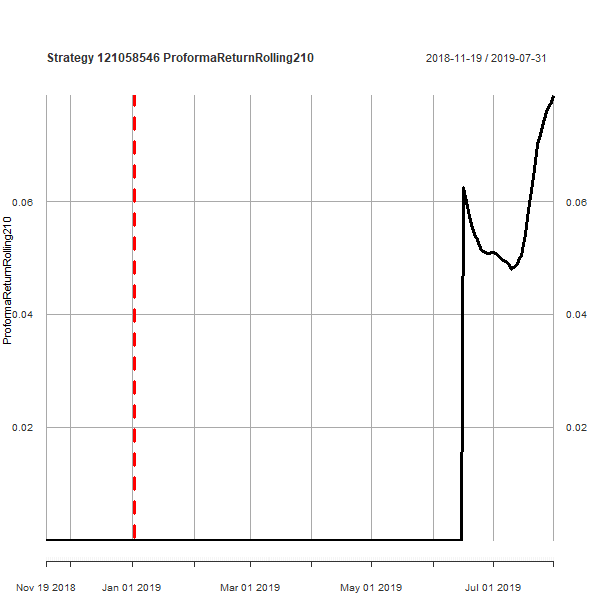 Strategy 121058546 ProformaReturnRolling210
2018-11-19 / 2019-07-31
ProformaReturnRolling210
0.06
0.06
0.04
0.04
0.02
0.02
Nov 19 2018
Jan 01 2019
Mar 01 2019
May 01 2019
Jul 01 2019